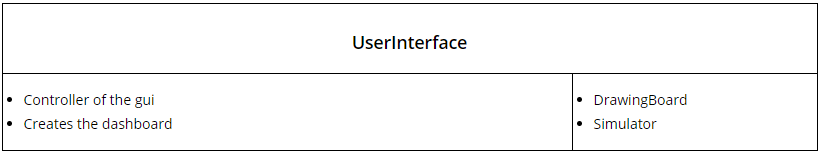 UserInterface
Controller of the gui
Creates the dashboard
DrawingBoard
Simulator